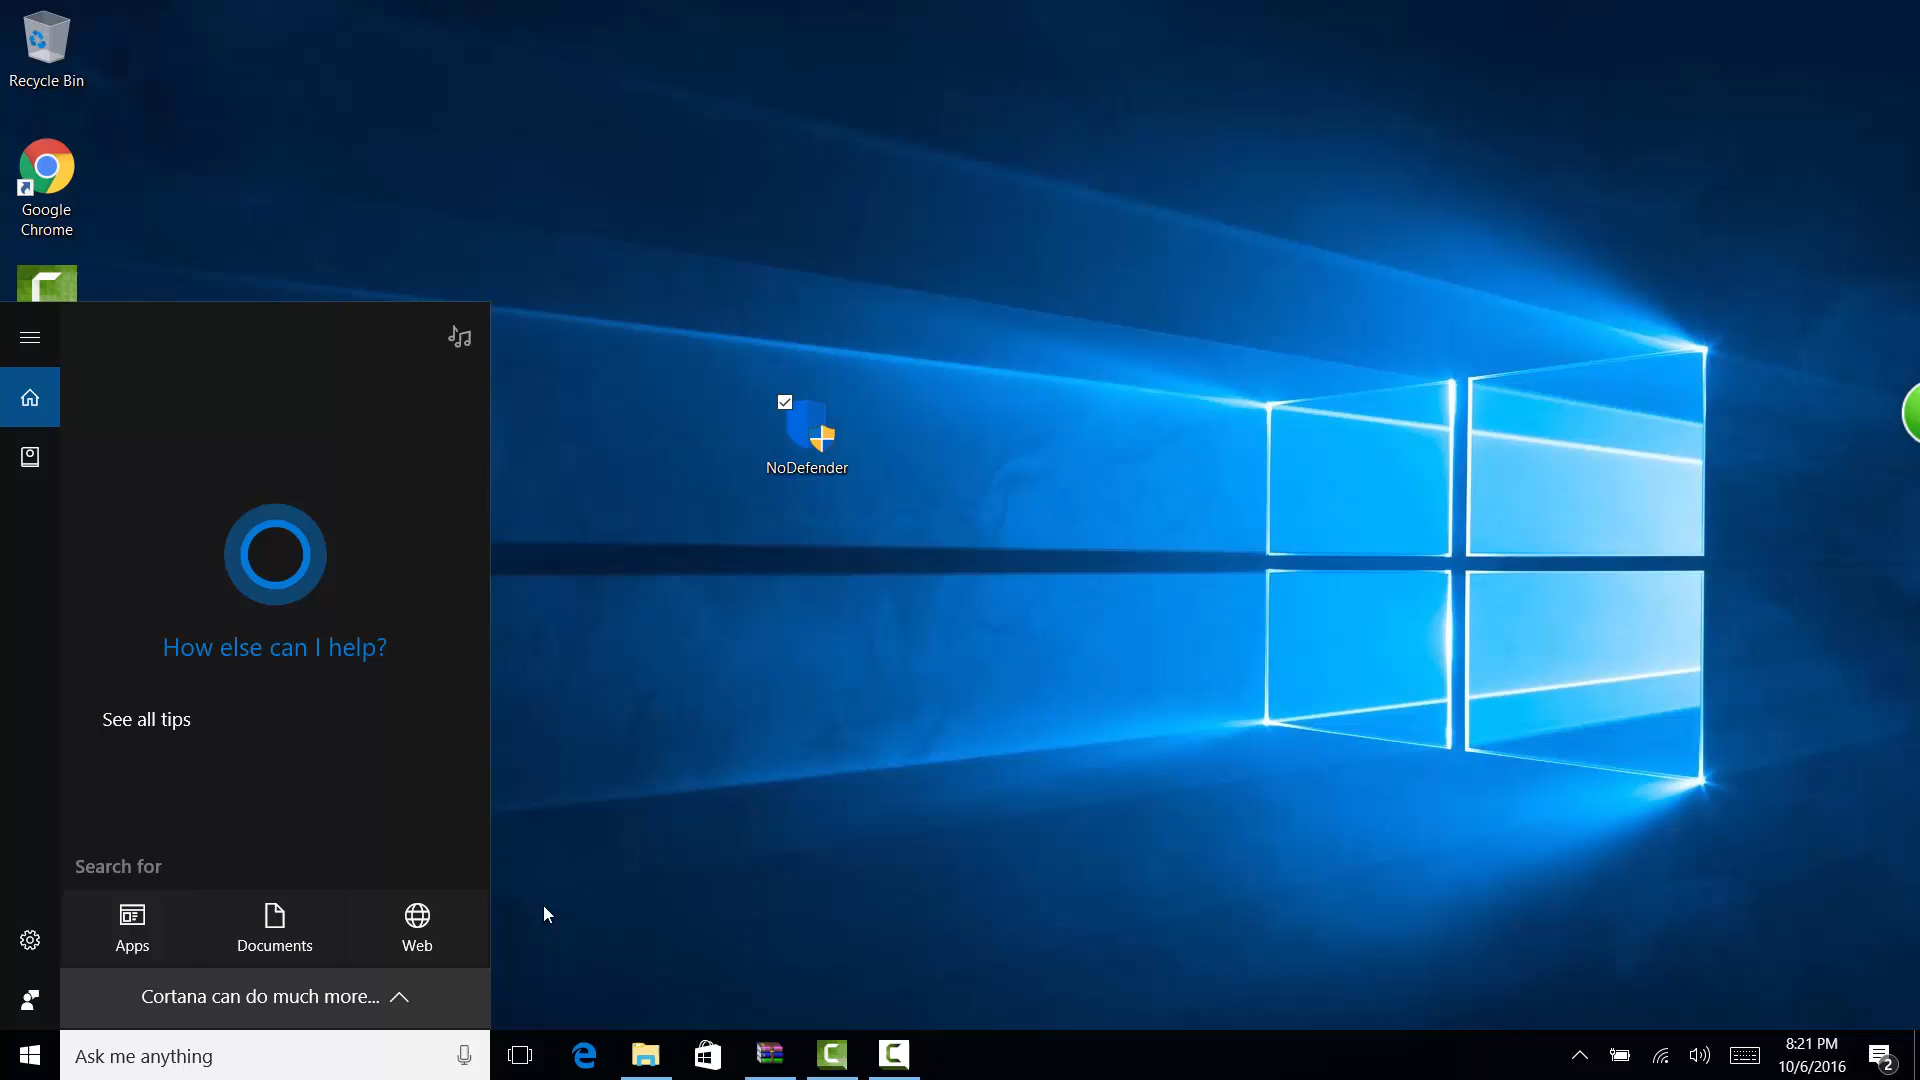 Recycle Bin
Google
Chrome
NoDefender
How else can I help?
See all tips
Search for
Apps
Documents
Web
Cortana can do much more...
Ask me anything
8:21 PM
10/6/2016
2